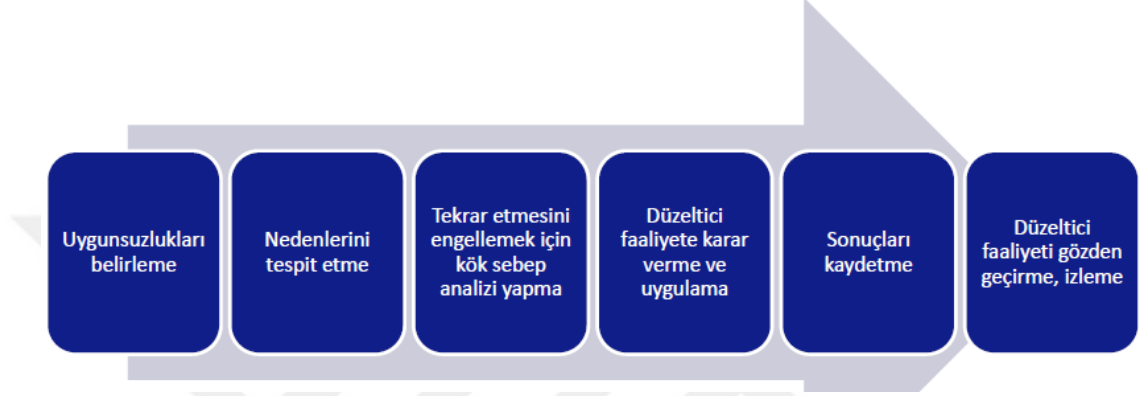 Uygunsuzlukları
belirleme
Nedenlerini
tespit etme
Tekrar etmesini
engellemek için
kök sebep
analizi yapma
Düzeltici
faaliyete karar
verme ve
uygulama
Sonuçları
kaydetme
Düzeltici
faaliyeti gözden
geçirme, izleme